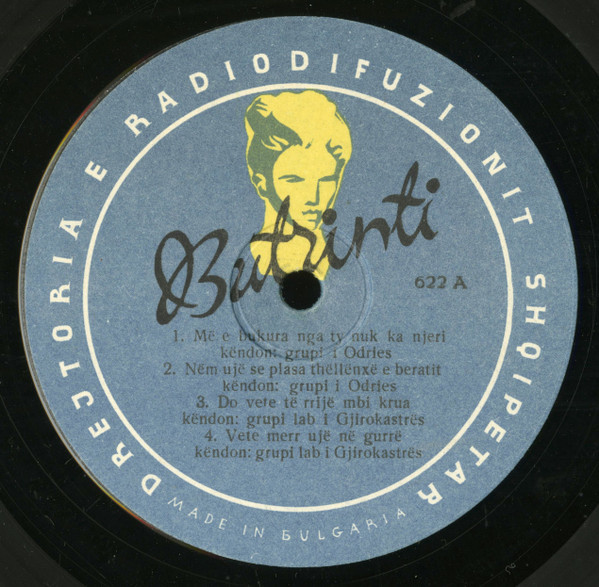 DREJTORIA E RADIODIFUZIONIT SHQIPETAR
Butrinti
622 A
1. Më e bukura nga ty nuk ka njeri
këndon: grupi i Odries
2. Nëm ujë se plasa thëllënxë e beratit
këndon: grupi i Odries
3. Do vete të rrijë mbi krua
këndon: grupi lab i Gjirokastrës
4. Vete merr ujë në gurrë
këndon: grupi lab i Gjirokastrës
MADE IN BULGARIA